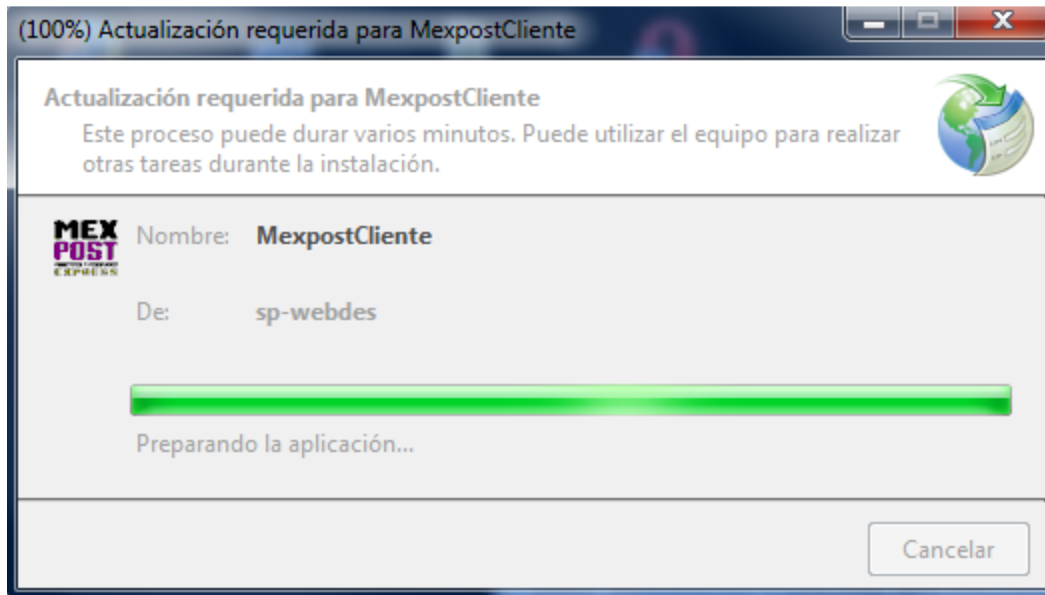 (100%) Actualización requerida para MexpostCliente
Actualización requerida para MexpostCliente
Este proceso puede durar varios minutos. Puede utilizar el equipo para realizar
otras tareas durante la instalación.
MEX
POST
EXPRESS
Nombre: MexpostCliente
De: sp-webdes
Preparando la aplicación...
Cancelar